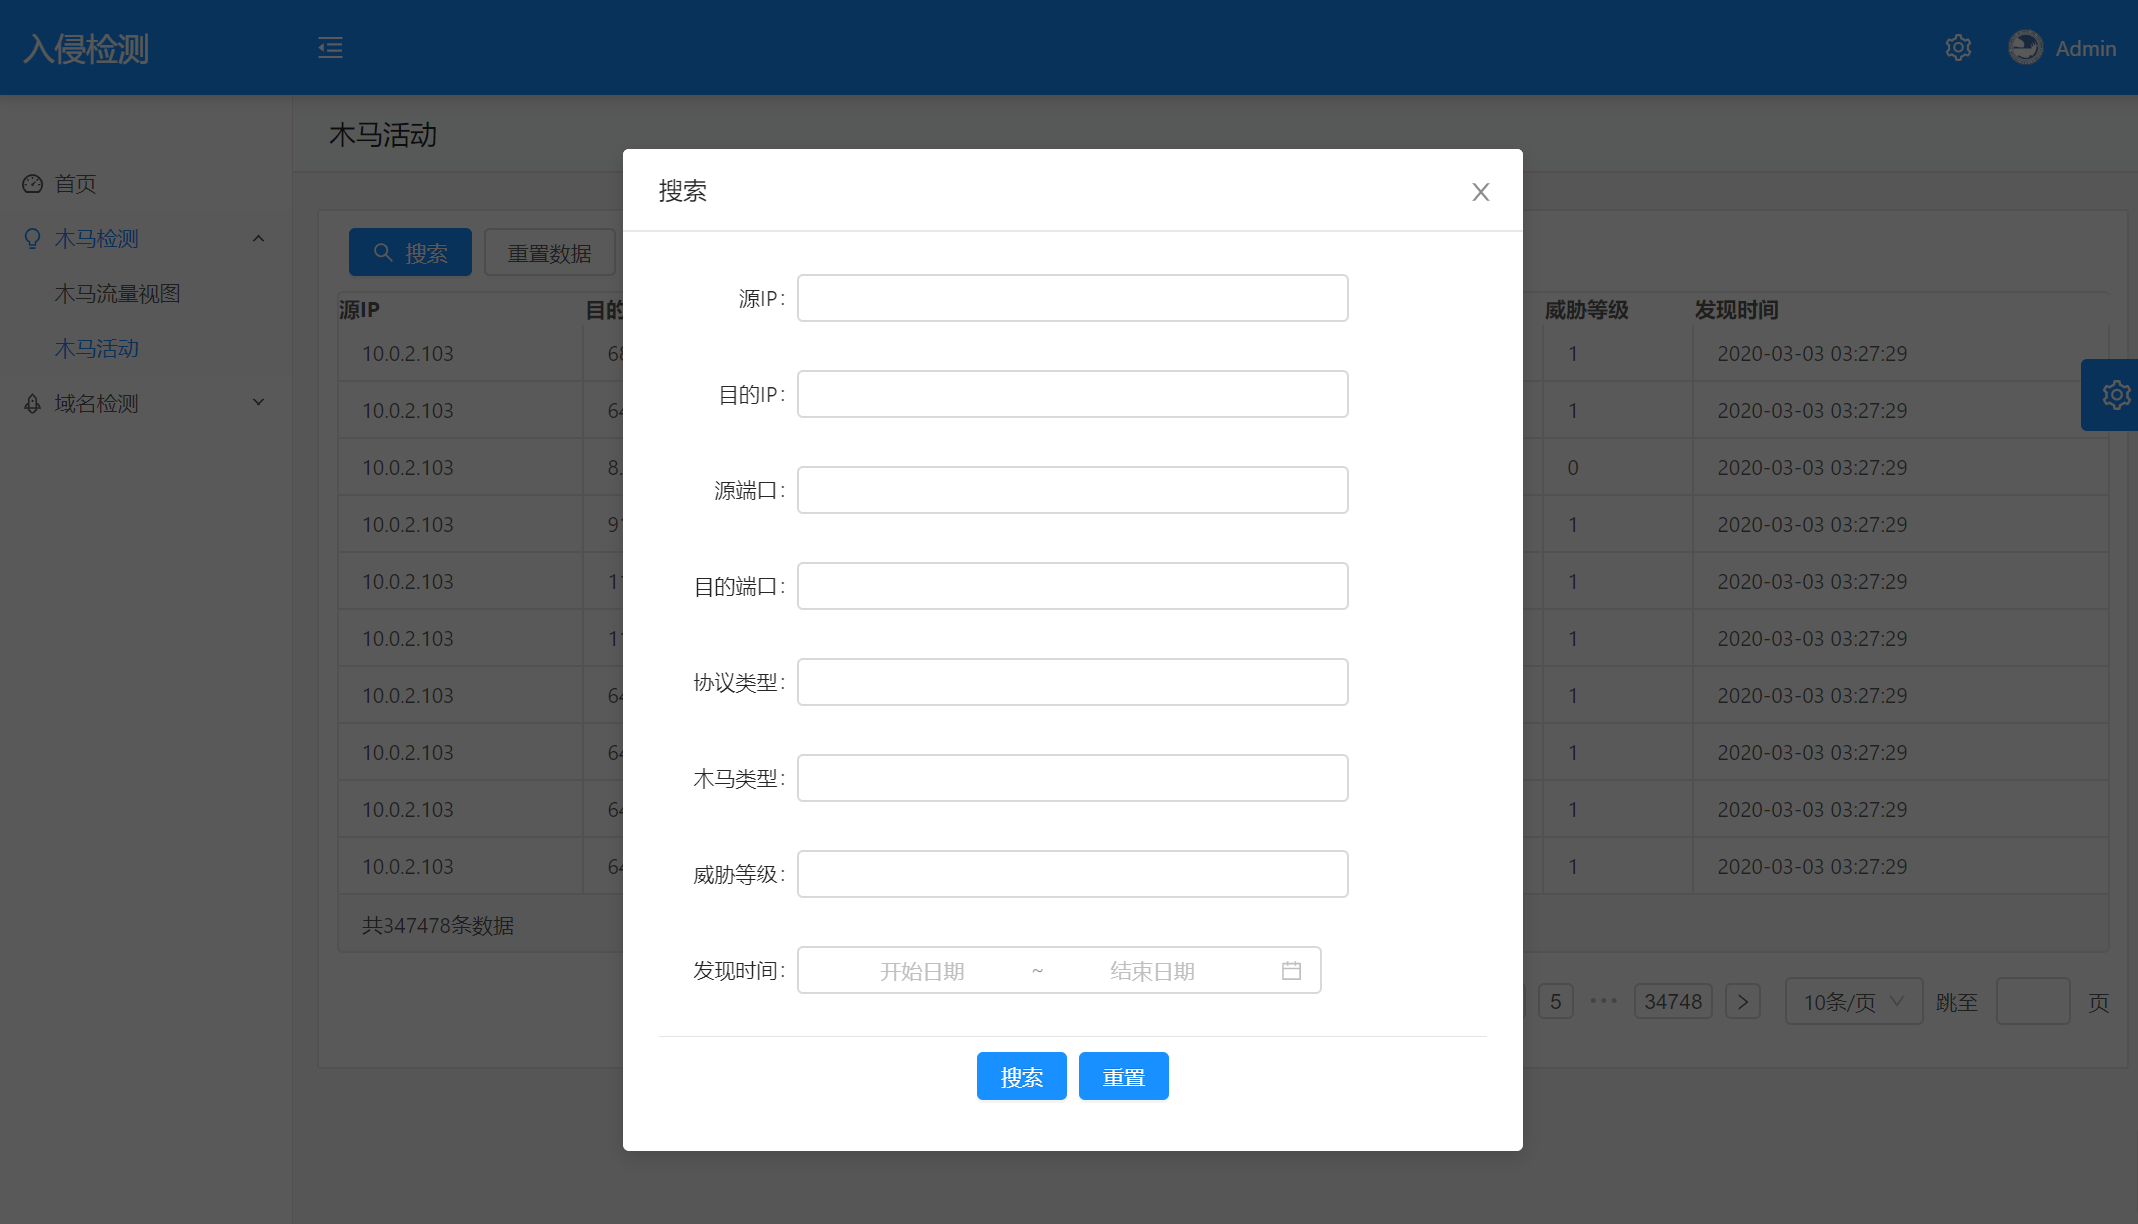 入侵检测
Admin
木马活动
首页
木马检测
木马流量视图
木马活动
域名检测
搜索 重置数据
源IP 目的 威胁等级 发现时间
10.0.2.103 1 2020-03-03 03:27:29
10.0.2.103 64 1 2020-03-03 03:27:29
10.0.2.103 8. 0 2020-03-03 03:27:29
10.0.2.103 91 1 2020-03-03 03:27:29
10.0.2.103 11 1 2020-03-03 03:27:29
10.0.2.103 11 1 2020-03-03 03:27:29
10.0.2.103 64 1 2020-03-03 03:27:29
10.0.2.103 64 1 2020-03-03 03:27:29
10.0.2.103 64 1 2020-03-03 03:27:29
10.0.2.103 64 1 2020-03-03 03:27:29
共347478条数据
5 ••• 34748 > 10条/页 跳至 页
搜索 X
源IP:
目的IP:
源端口:
目的端口:
协议类型:
木马类型:
威胁等级:
发现时间: 开始日期 ~ 结束日期
搜索 重置